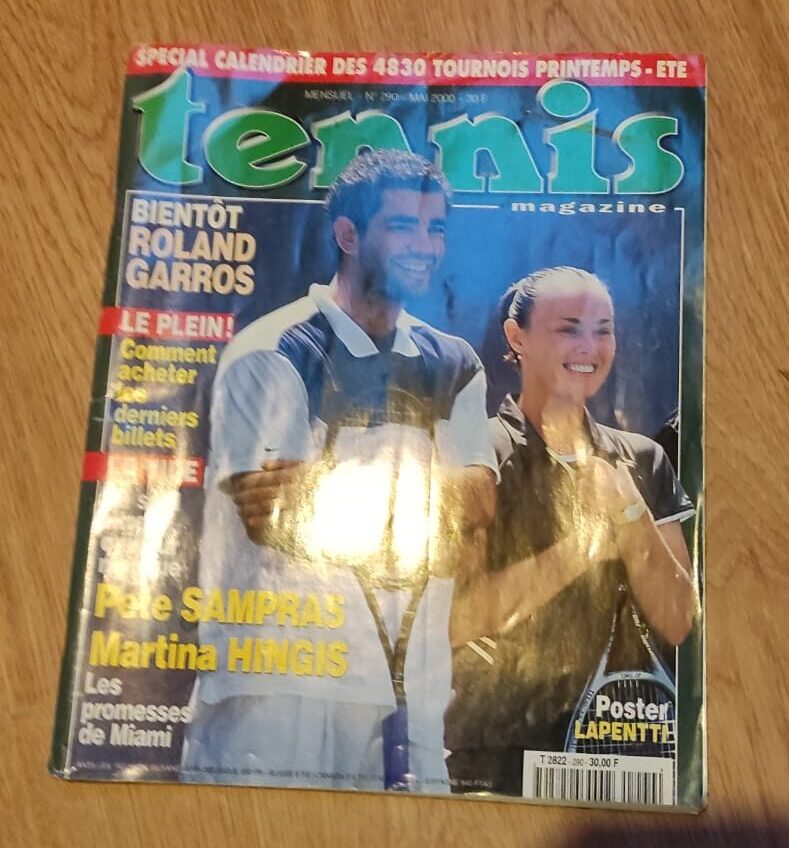 SPECIAL CALENDRIER DES 4830 TOURNOIS PRINTEMPS - ETE
MENSUEL - N° 290 - MAI 2000 - 30 F
tennis
magazine
BIENTÔT
ROLAND
GARROS
LE PLEIN!
Comment
acheter
les
derniers
billets
Pete SAMPRAS
Martina HINGIS
Les
promesses
de Miami
Poster
LAPENTTI
T 2822 - 290 - 30,00 F